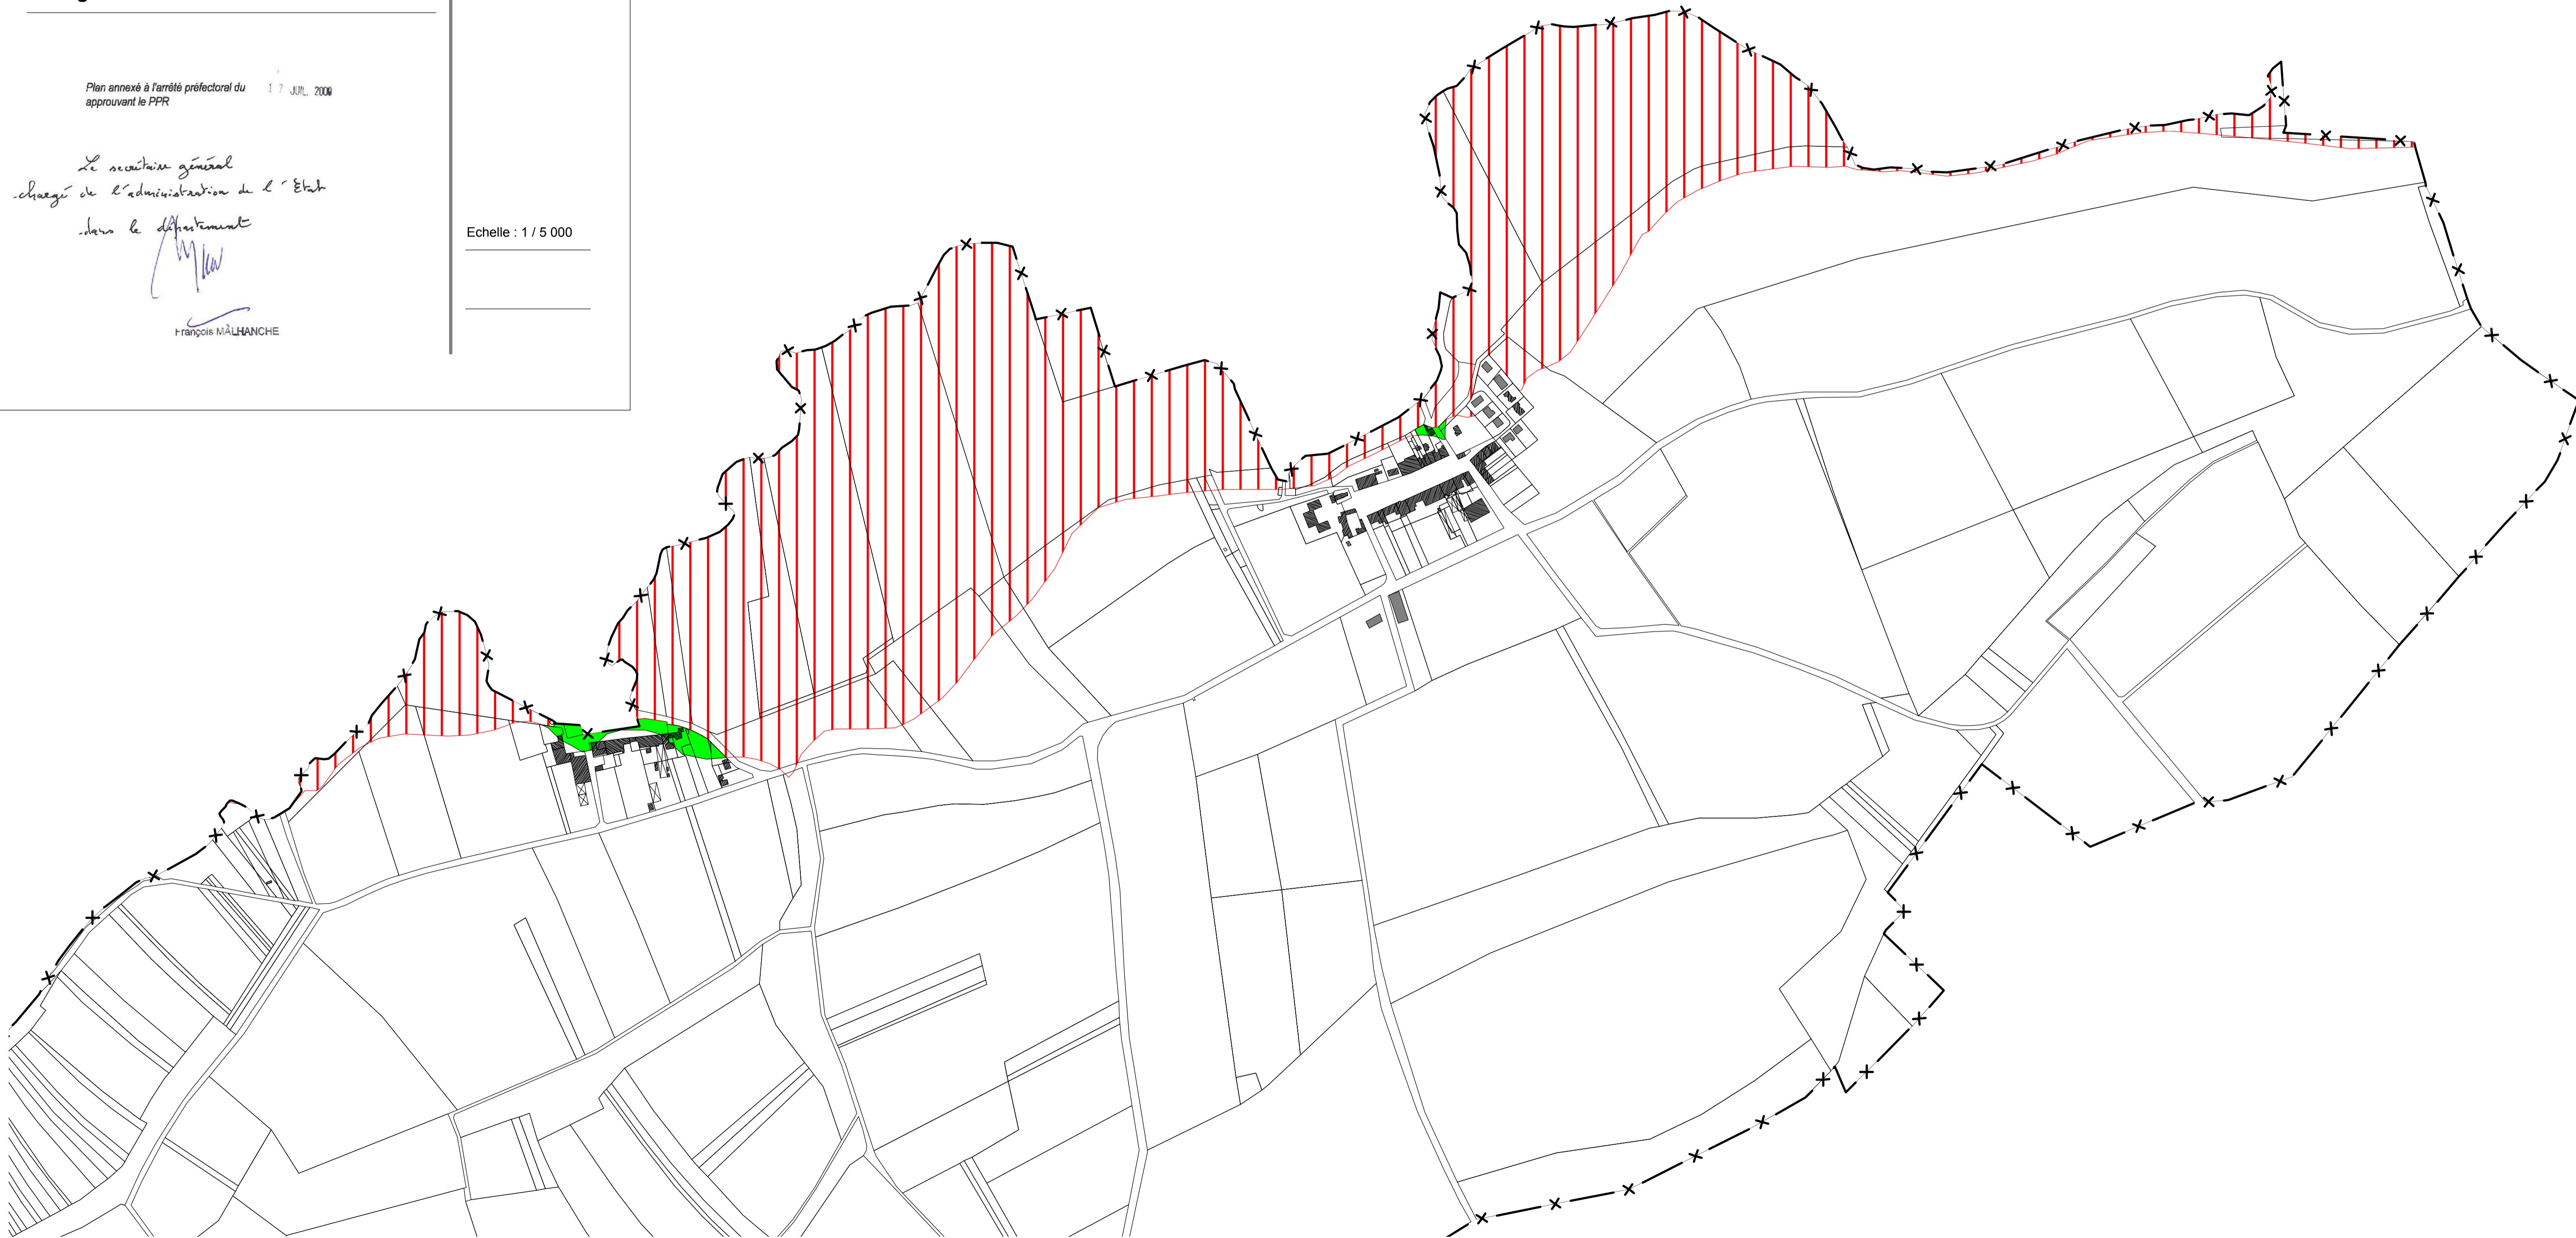 Plan annexé à l'arrêté préfectoral du 17 JUIL. 2000
approuvant le PPR
Le secrétaire général
chargé de l'administration de l'Etat
dans le département
François MALHANCHE
Echelle : 1 / 5 000